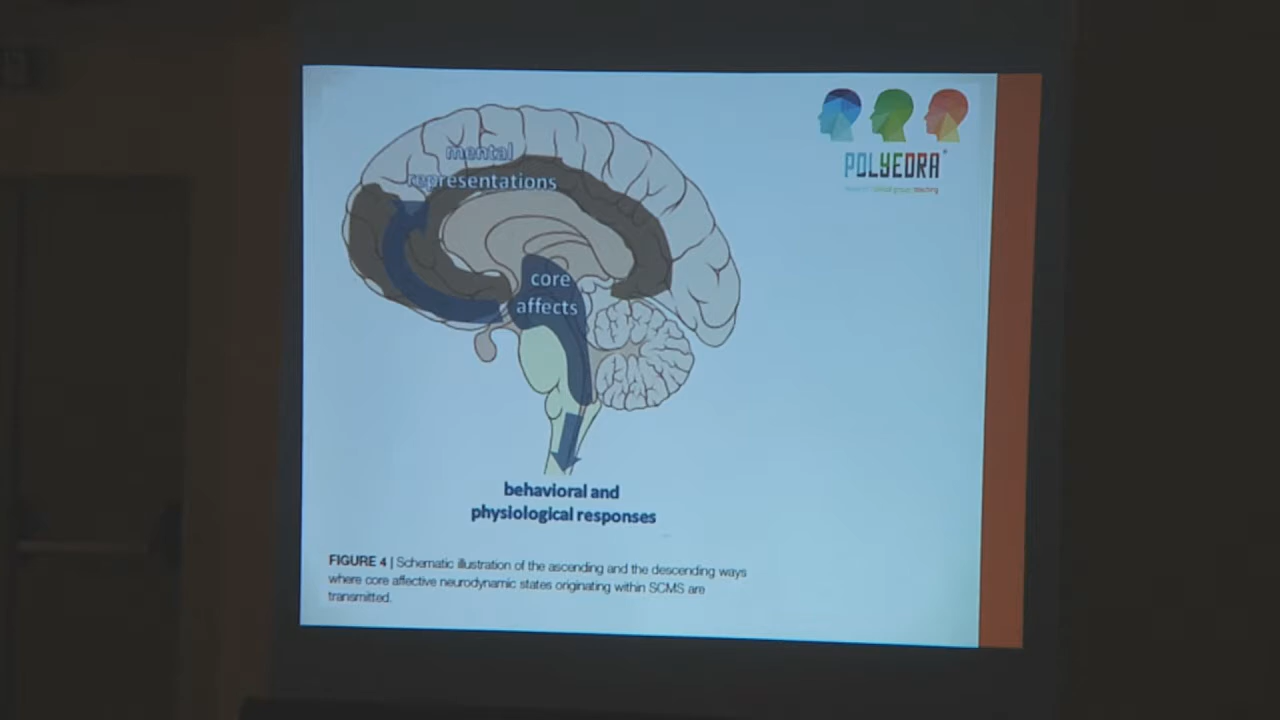 mental
representations
core
affects
behavioral and
physiological responses
FIGURE 4 | Schematic illustration of the ascending and the descending ways
where core affective neurodynamic states originating within SCMS are
transmitted.
POLYEDRA
teaching